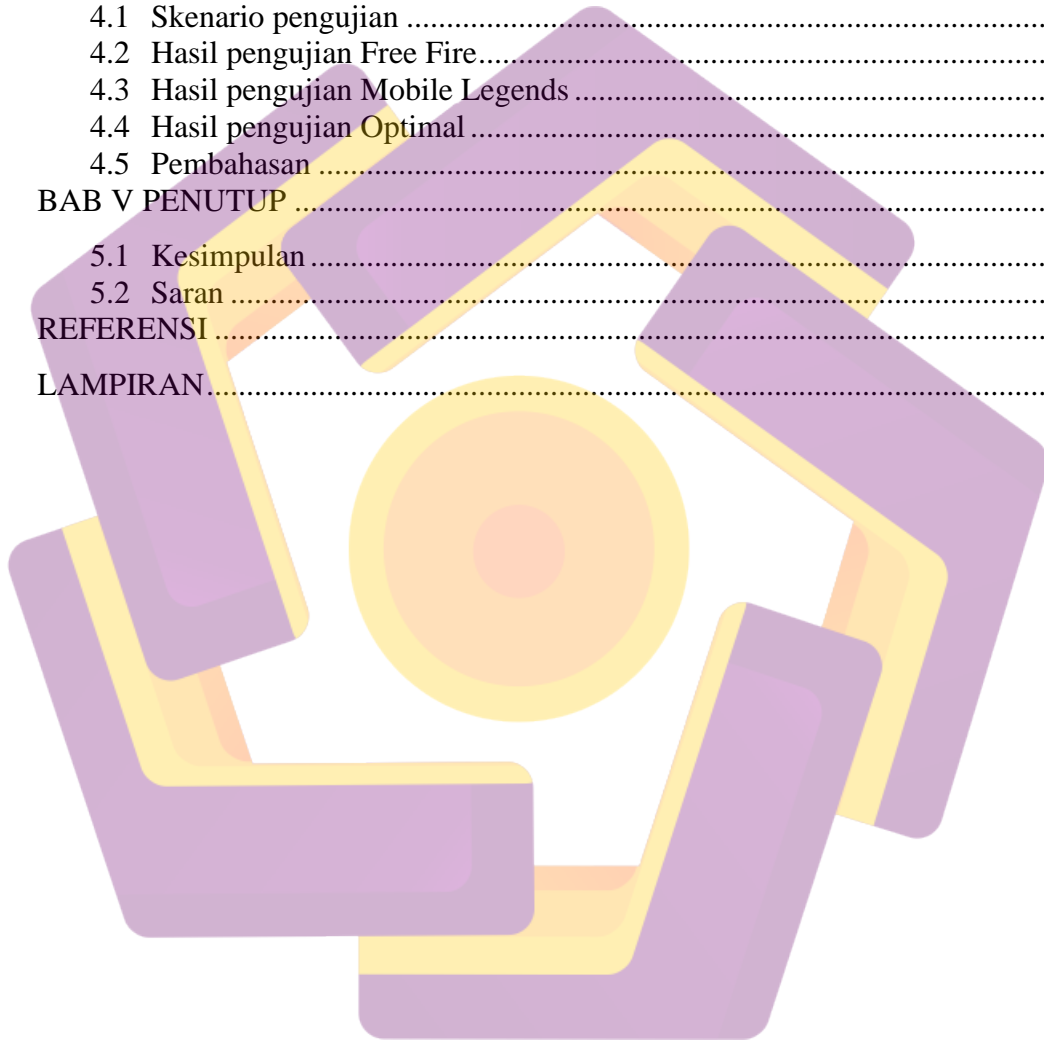 4.1 Skenario pengujian ................................................................................
4.2 Hasil pengujian Free Fire.......................................................................
4.3 Hasil pengujian Mobile Legends ...........................................................
4.4 Hasil pengujian Optimal ........................................................................
4.5 Pembahasan ...........................................................................................
BAB V PENUTUP ..............................................................................................
5.1 Kesimpulan ............................................................................................
5.2 Saran ......................................................................................................
REFERENSI ........................................................................................................
LAMPIRAN.........................................................................................................